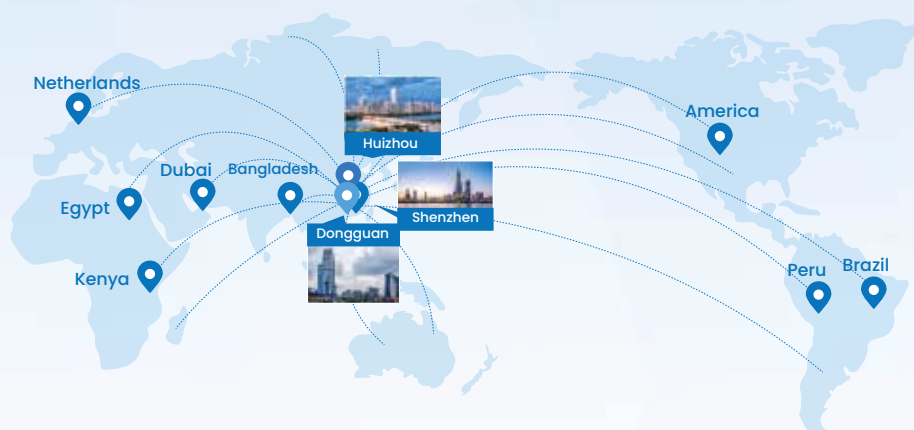 Netherlands
Huizhou
America
Dubai
Bangladesh
Egypt
Shenzhen
Dongguan
Kenya
Peru
Brazil